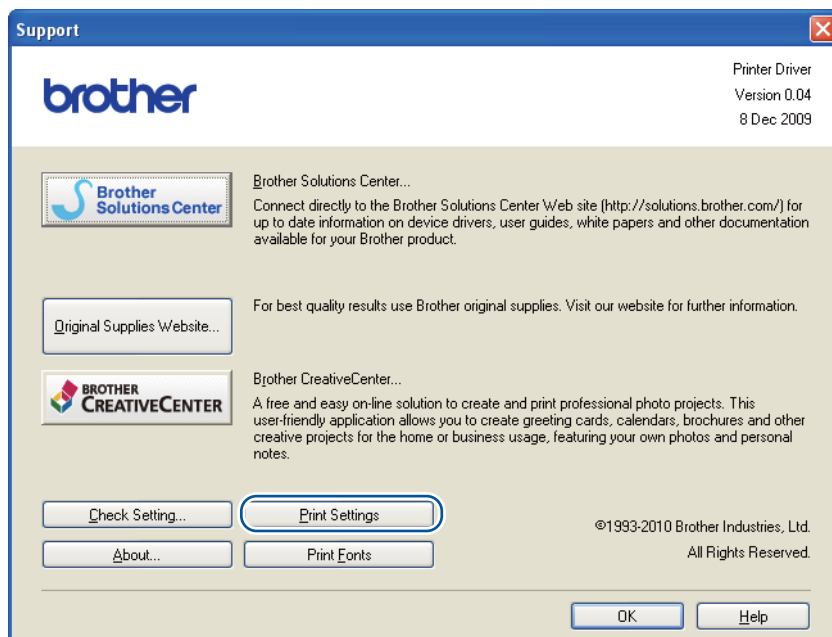 Support
brother
Printer Driver
Version 0.04
8 Dec 2009
Brother
Solutions Center
Brother Solutions Center...
Connect directly to the Brother Solutions Center Web site (http://solutions.brother.com/) for
up to date information on device drivers, user guides, white papers and other documentation
available for your Brother product.
Original Supplies Website...
For best quality results use Brother original supplies. Visit our website for further information.
BROTHER
CREATIVECENTER
Brother CreativeCenter...
A free and easy on-line solution to create and print professional photo projects. This
user-friendly application allows you to create greeting cards, calendars, brochures and other
creative projects for the home or business usage, featuring your own photos and personal
notes.
Check Setting...
Print Settings
©1993-2010 Brother Industries, Ltd.
About...
Print Fonts
All Rights Reserved.
OK
Help